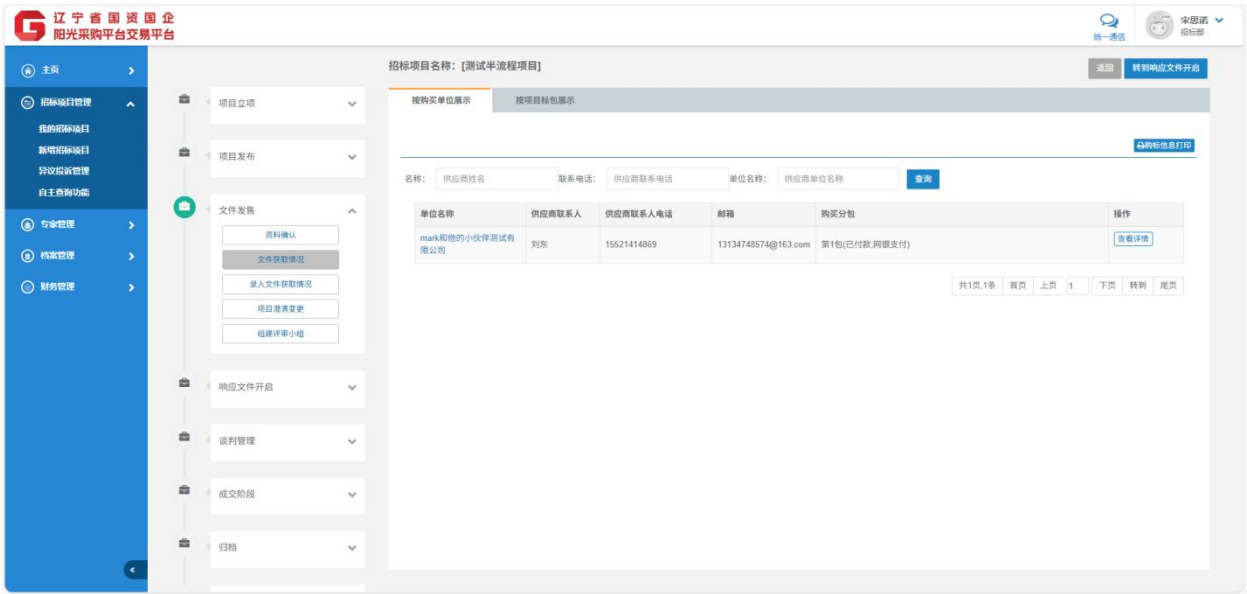 辽宁省国资国企
阳光采购平台交易平台
统一通信
宋思诺
招标部
主页
招标项目管理
我的招标项目
新增招标项目
异议投诉管理
自主查询功能
专家管理
档案管理
财务管理
项目立项
项目发布
文件发售
资料确认
文件获取情况
录入文件获取情况
项目澄清变更
组建评审小组
响应文件开启
谈判管理
成交阶段
归档
招标项目名称：[测试半流程项目]
返回 转到响应文件开启
按购买单位展示 按项目标包展示
购标信息打印
名称： 供应商姓名 联系电话： 供应商联系电话 单位名称： 供应商单位名称 查询
单位名称 供应商联系人 供应商联系人电话 邮箱 购买分包 操作
mark和他的小伙伴测试有 刘东 15521414869 13134748574@163.com 第1包(已付款,网银支付) 查看详情
限公司
共1页,1条 首页 上页 1 下页 转到 尾页